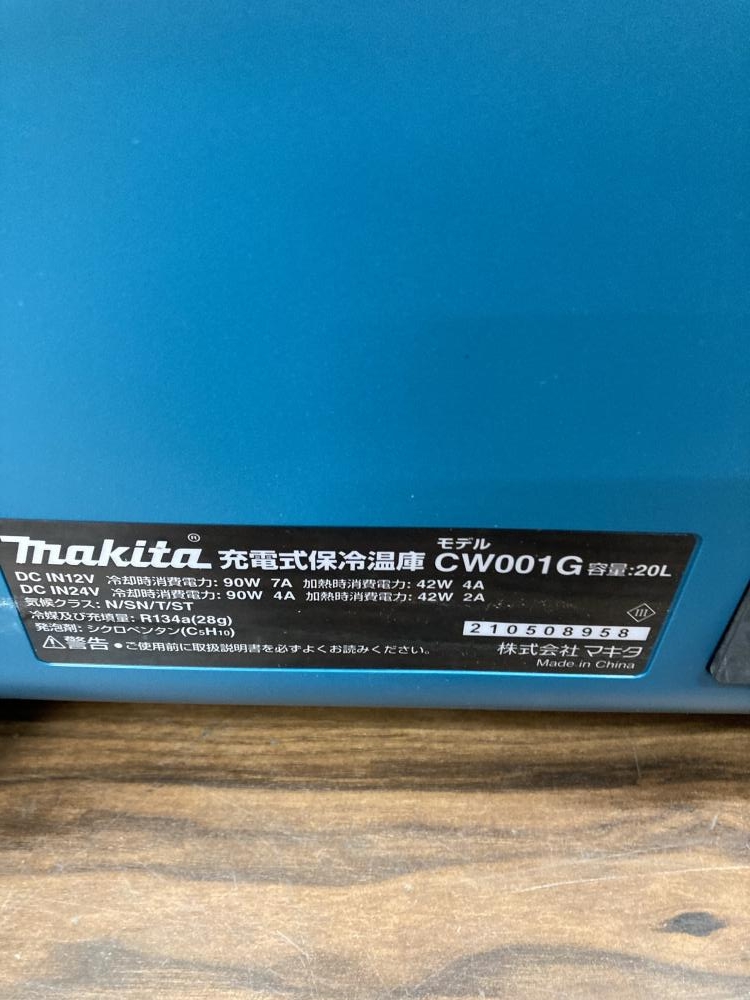 makita® 充電式保冷温庫 モデル CW001G 容量:20L
DC IN12V 冷却時消費電力: 90W 7A 加熱時消費電力: 42W 4A
DC IN24V 冷却時消費電力: 90W 4A 加熱時消費電力: 42W 2A
気候クラス: N/SN/T/ST
冷媒及び充填量: R134a(28g)
発泡剤: シクロペンタン(C₅H₁₀)
⚠警告 ●ご使用前に取扱説明書を必ずよくお読みください。
III
210508958
株式会社 マキタ
Made in China